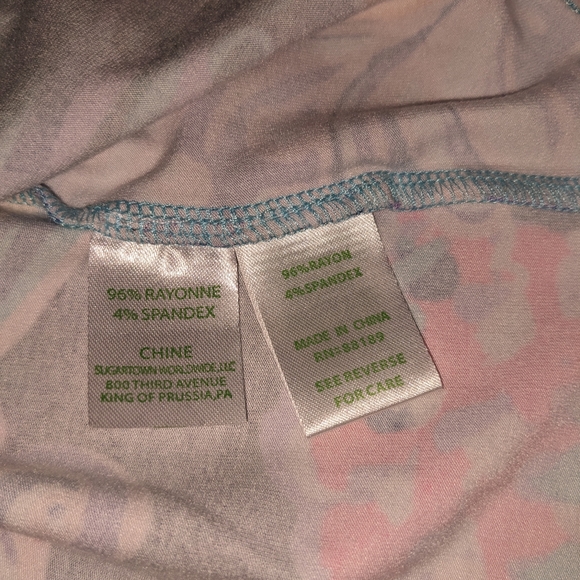 96% RAYONNE
4% SPANDEX
CHINE
SUGARTOWN WORLDWIDE, LLC
800 THIRD AVENUE
KING OF PRUSSIA, PA
96% RAYON
4% SPANDEX
MADE IN CHINA
RN=88189
SEE REVERSE
FOR CARE